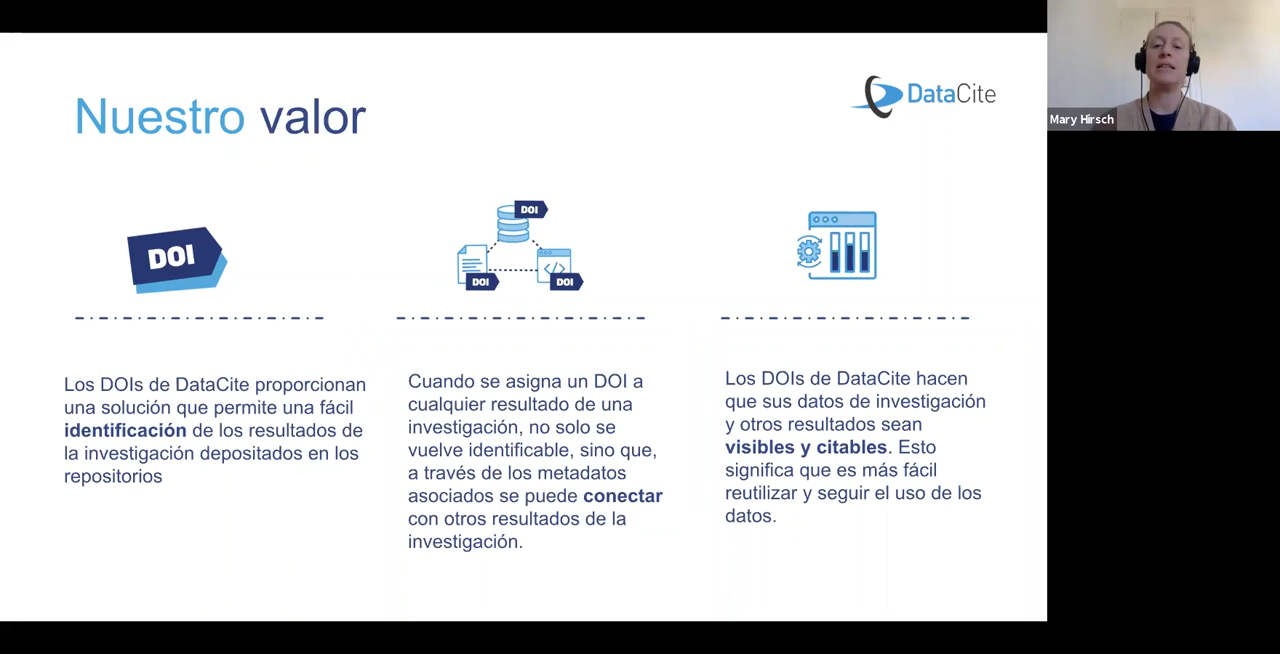 Nuestro valor
DataCite
Mary Hirsch
DOI
DOI
DOI
DOI
Los DOIs de DataCite proporcionan
una solución que permite una fácil
identificación de los resultados de
la investigación depositados en los
repositorios
Cuando se asigna un DOI a
cualquier resultado de una
investigación, no solo se
vuelve identificable, sino que,
a través de los metadatos
asociados se puede conectar
con otros resultados de la
investigación.
Los DOIs de DataCite hacen
que sus datos de investigación
y otros resultados sean
visibles y citables. Esto
significa que es más fácil
reutilizar y seguir el uso de los
datos.